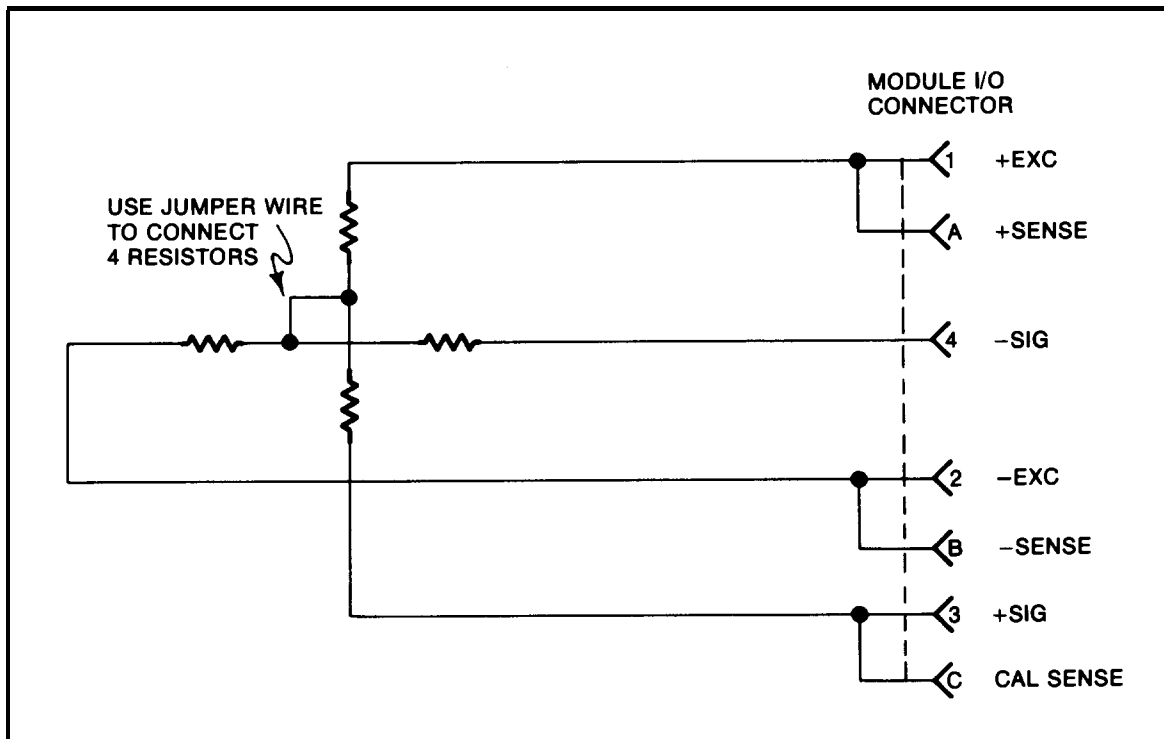 MODULE I/O
CONNECTOR
1 +EXC
USE JUMPER WIRE
TO CONNECT
4 RESISTORS
A +SENSE
4 −SIG
2 −EXC
B −SENSE
3 +SIG
C CAL SENSE